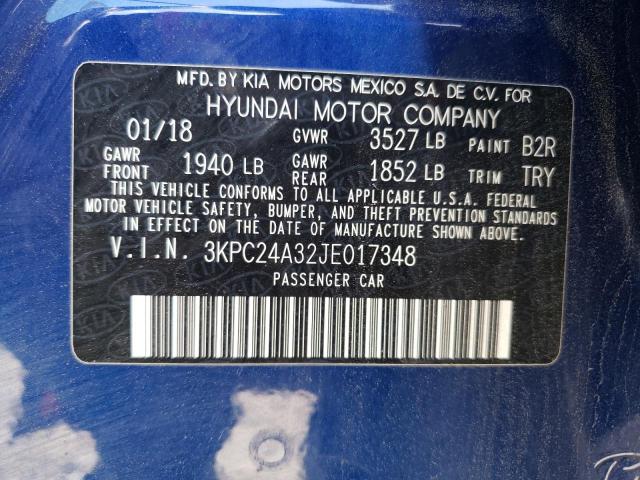 MFD. BY KIA MOTORS MEXICO S.A. DE C.V. FOR
HYUNDAI MOTOR COMPANY
01/18 GVWR 3527 LB PAINT B2R
GAWR FRONT 1940 LB GAWR REAR 1852 LB TRIM TRY
THIS VEHICLE CONFORMS TO ALL APPLICABLE U.S.A. FEDERAL
MOTOR VEHICLE SAFETY, BUMPER, AND THEFT PREVENTION STANDARDS
IN EFFECT ON THE DATE OF MANUFACTURE SHOWN ABOVE.
V.I.N. 3KPC24A32JE017348
PASSENGER CAR